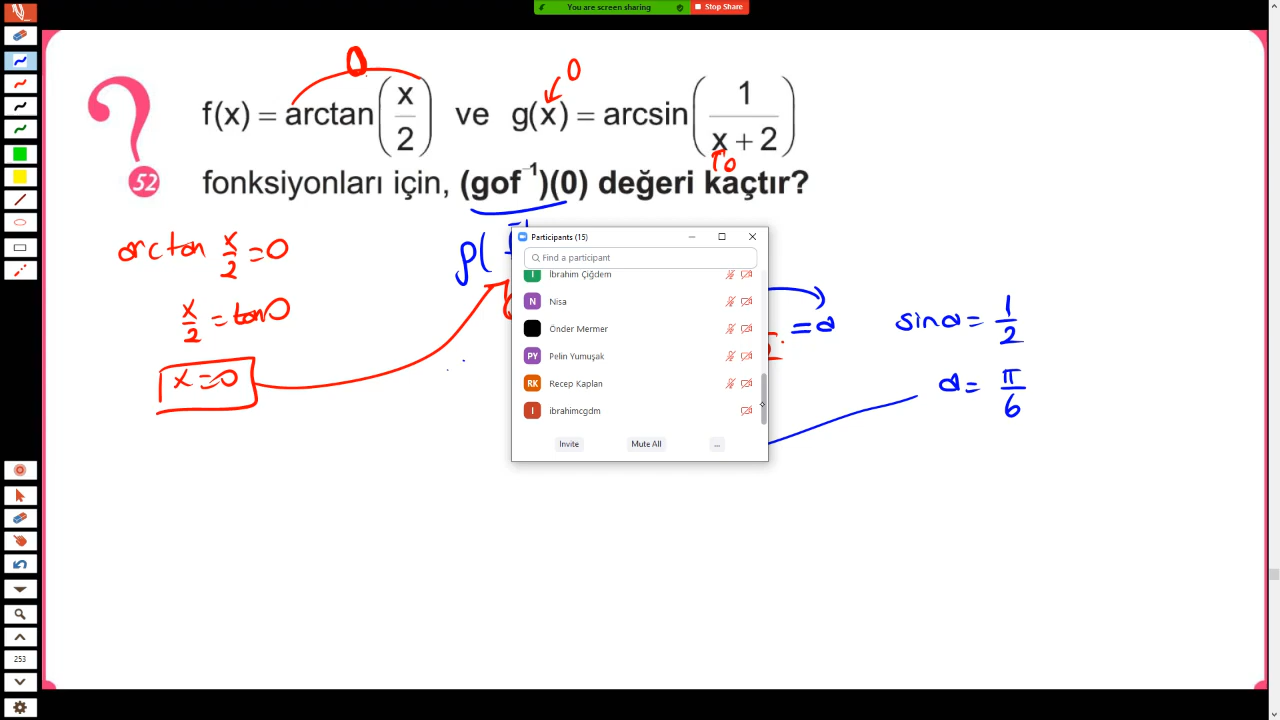 You are screen sharing Stop Share
0
0
f(x) = arctan(x/2) ve g(x) = arcsin(1/(x + 2))
0
52
fonksiyonları için, (gof⁻¹)(0) değeri kaçtır?
arctan x/2 = 0
x/2 = tan0
x = 0
g(
= a
sina = 1/2
a = π/6
Participants (15)
Find a participant
I İbrahim Çiğdem
N Nisa
Önder Mermer
PY Pelin Yumuşak
RK Recep Kaplan
I ibrahimcgdm
Invite Mute All ...
253